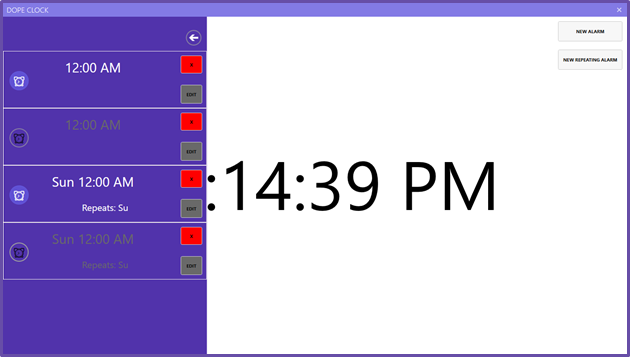 DOPE CLOCK
NEW ALARM
NEW REPEATING ALARM
12:00 AM
X
EDIT
12:00 AM
X
EDIT
Sun 12:00 AM
X
Repeats: Su
EDIT
Sun 12:00 AM
X
Repeats: Su
EDIT
:14:39 PM